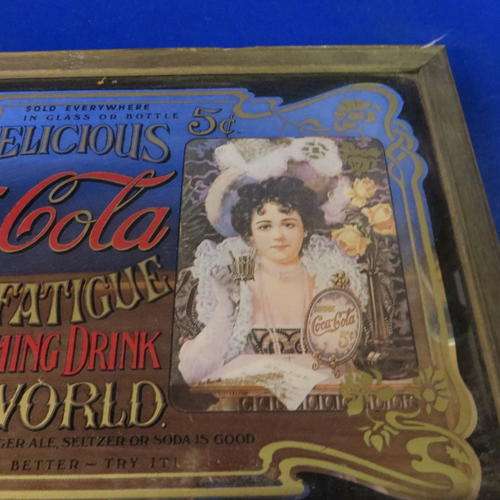 SOLD EVERYWHERE
IN GLASS OR BOTTLE
5¢
ELICIOUS
Cola
FATIGUE
HING DRINK
WORLD.
GER ALE, SELTZER OR SODA IS GOOD
BETTER ~ TRY IT!
Coca-Cola
5¢